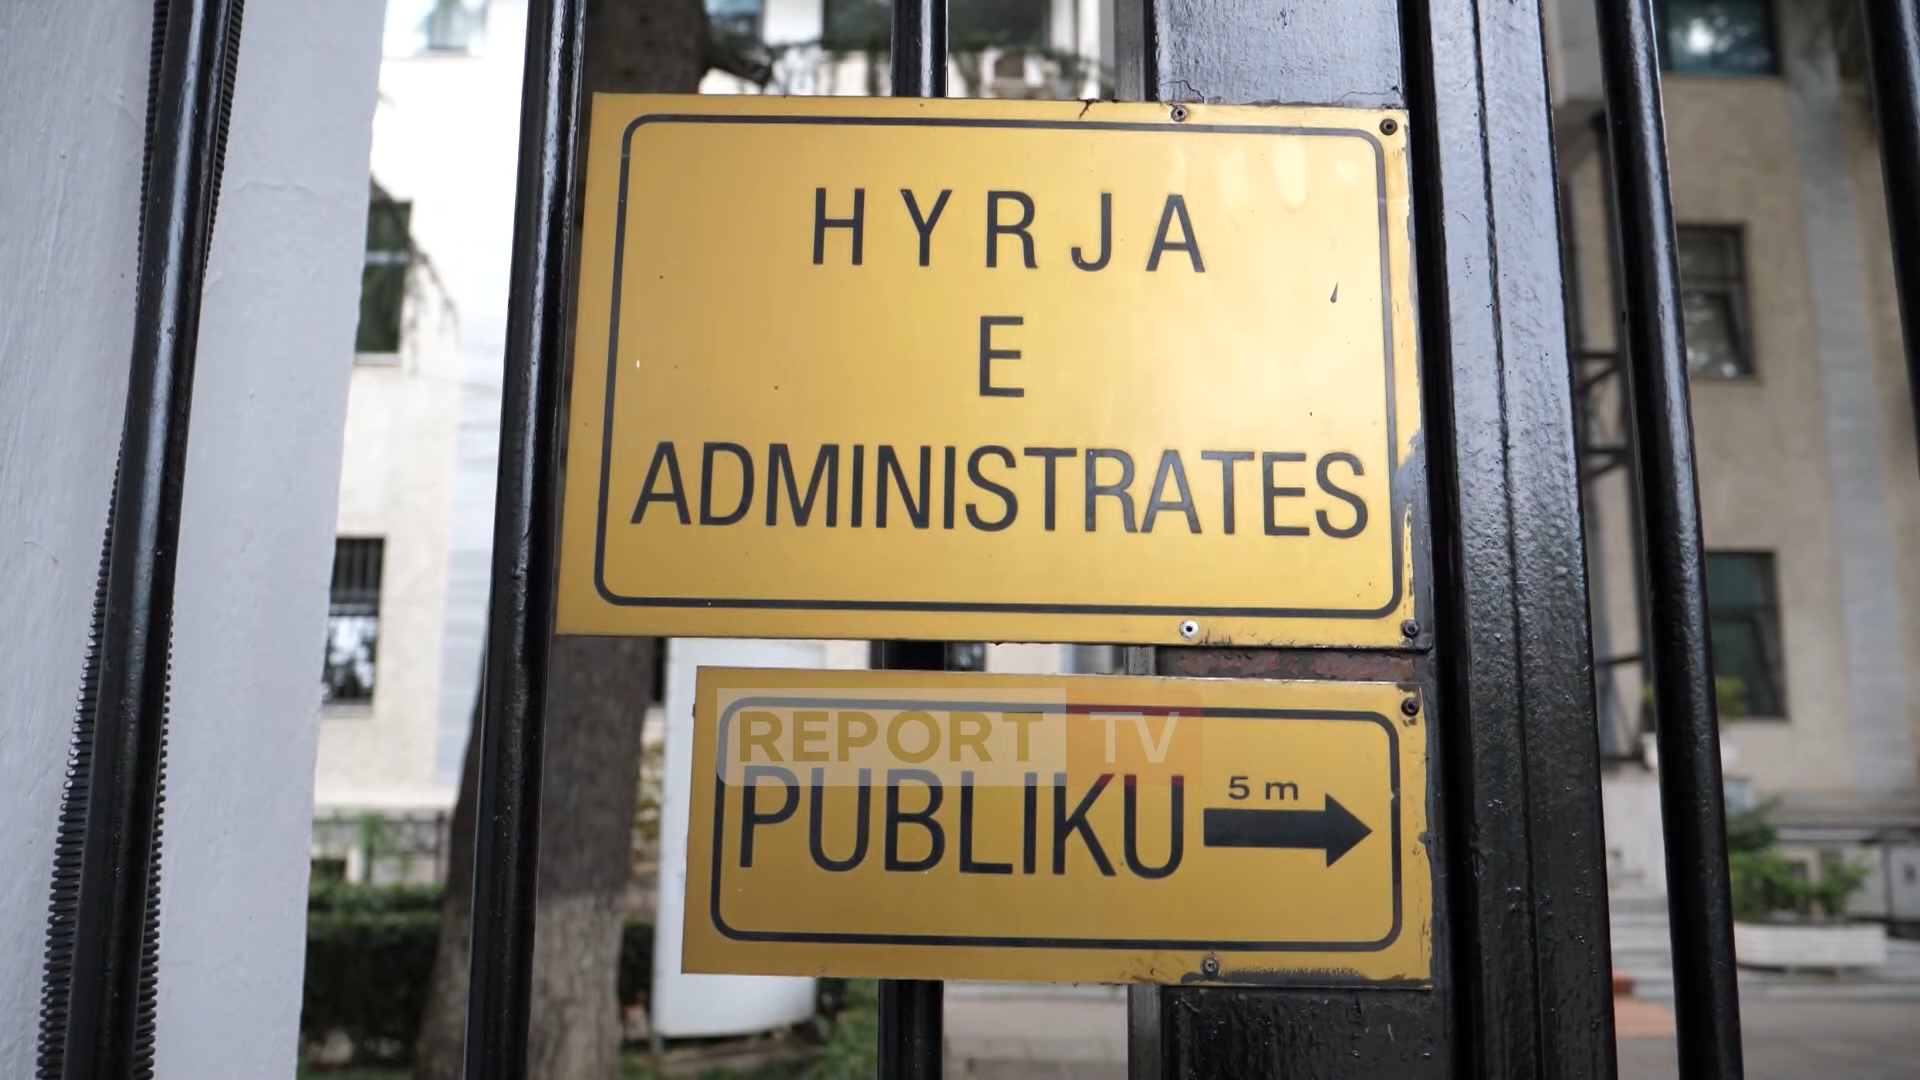 HYRJA
E
ADMINISTRATES
REPORT TV
5 m
PUBLIKU